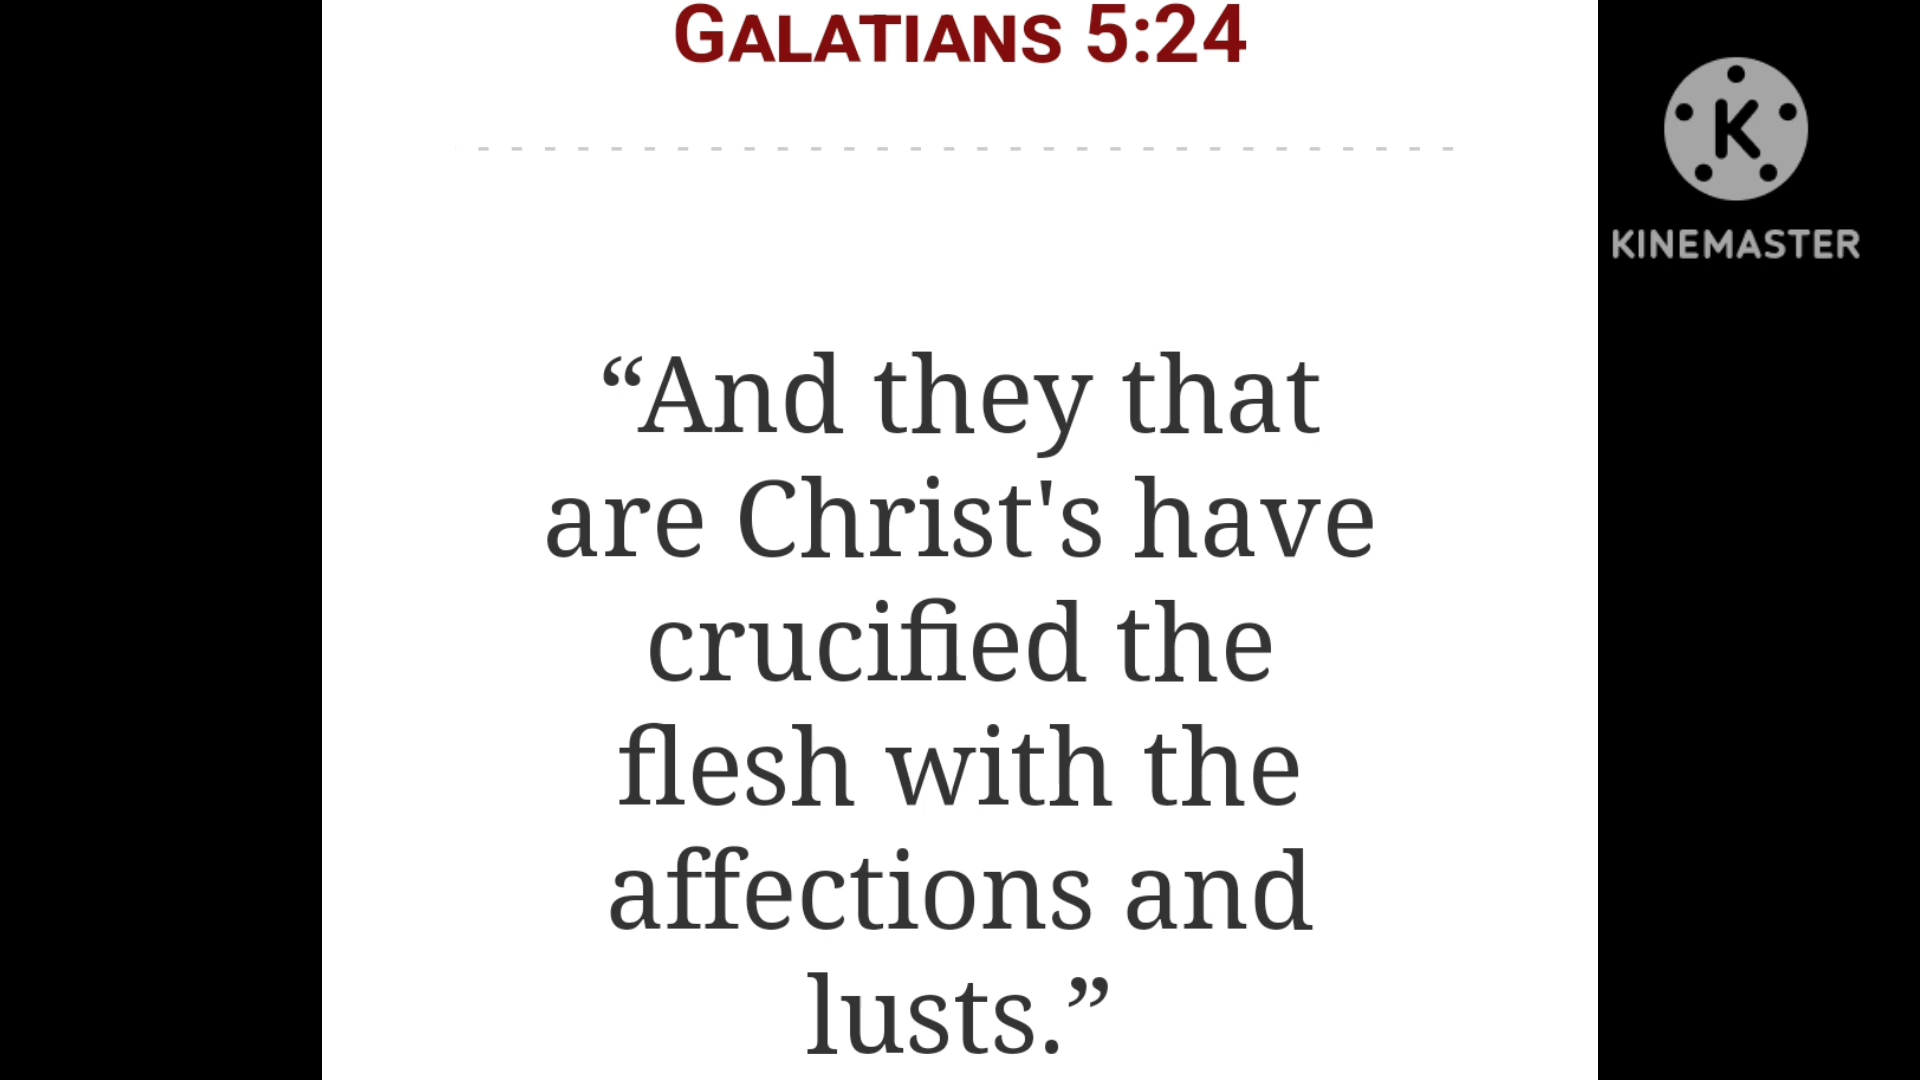 GALATIANS 5:24
K
KINEMASTER
“And they that
are Christ's have
crucified the
flesh with the
affections and
lusts.”